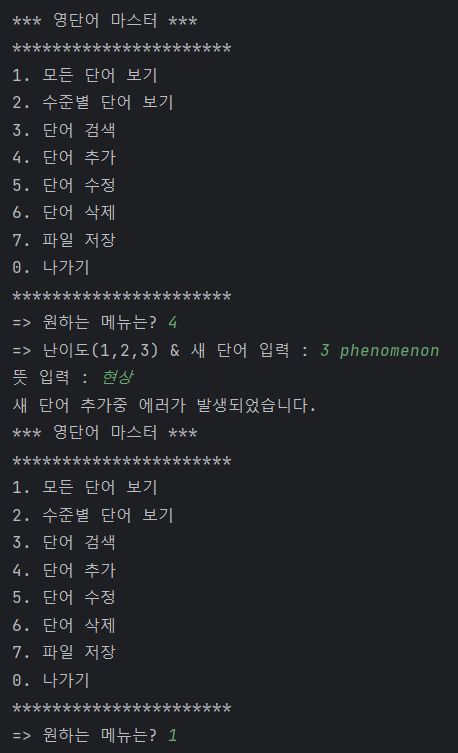 *** 영단어 마스터 ***
**********************
1. 모든 단어 보기
2. 수준별 단어 보기
3. 단어 검색
4. 단어 추가
5. 단어 수정
6. 단어 삭제
7. 파일 저장
0. 나가기
**********************
=> 원하는 메뉴는? 4
=> 난이도(1,2,3) & 새 단어 입력 : 3 phenomenon
뜻 입력 : 현상
새 단어 추가중 에러가 발생되었습니다.
*** 영단어 마스터 ***
**********************
1. 모든 단어 보기
2. 수준별 단어 보기
3. 단어 검색
4. 단어 추가
5. 단어 수정
6. 단어 삭제
7. 파일 저장
0. 나가기
**********************
=> 원하는 메뉴는? 1